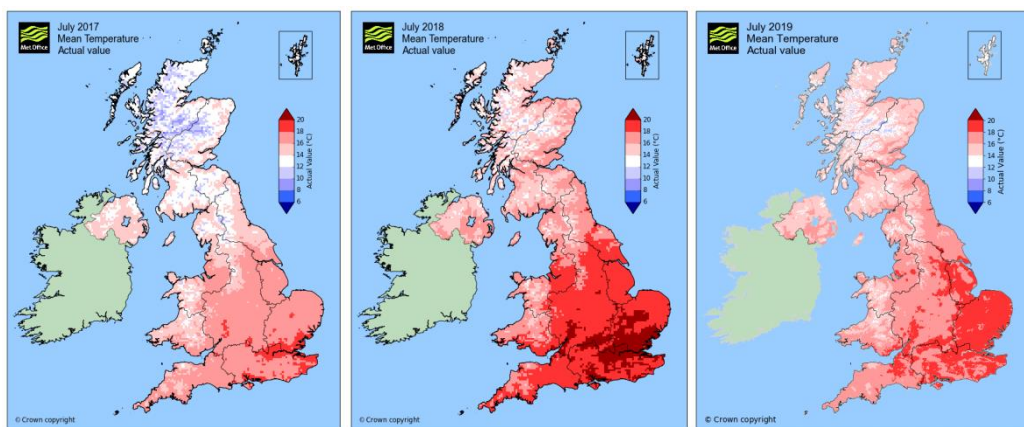 July 2017
Mean Temperature
Actual value
Met Office
20
18
16
14
12
10
8
6
Actual Value (°C)
© Crown copyright
July 2018
Mean Temperature
Actual value
Met Office
20
18
16
14
12
10
8
6
Actual Value (°C)
© Crown copyright
July 2019
Mean Temperature
Actual value
Met Office
20
18
16
14
12
10
8
6
Actual Value (°C)
© Crown copyright